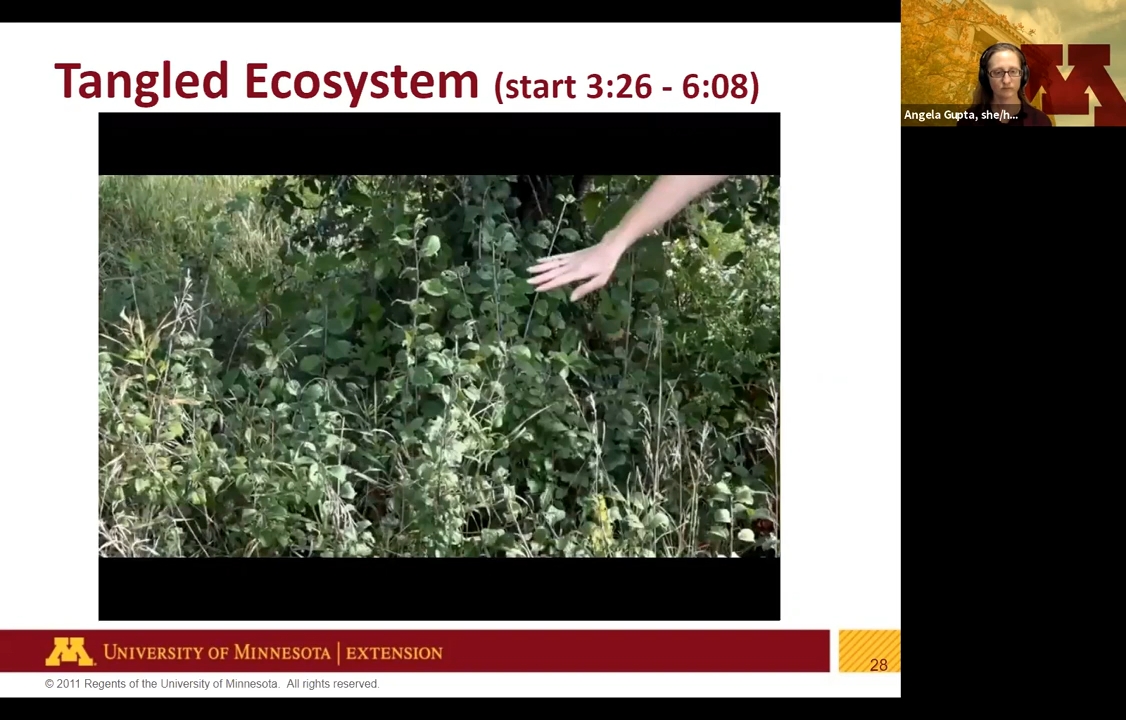 Tangled Ecosystem (start 3:26 - 6:08)
Angela Gupta, she/h...
UNIVERSITY OF MINNESOTA | EXTENSION
28
© 2011 Regents of the University of Minnesota.  All rights reserved.